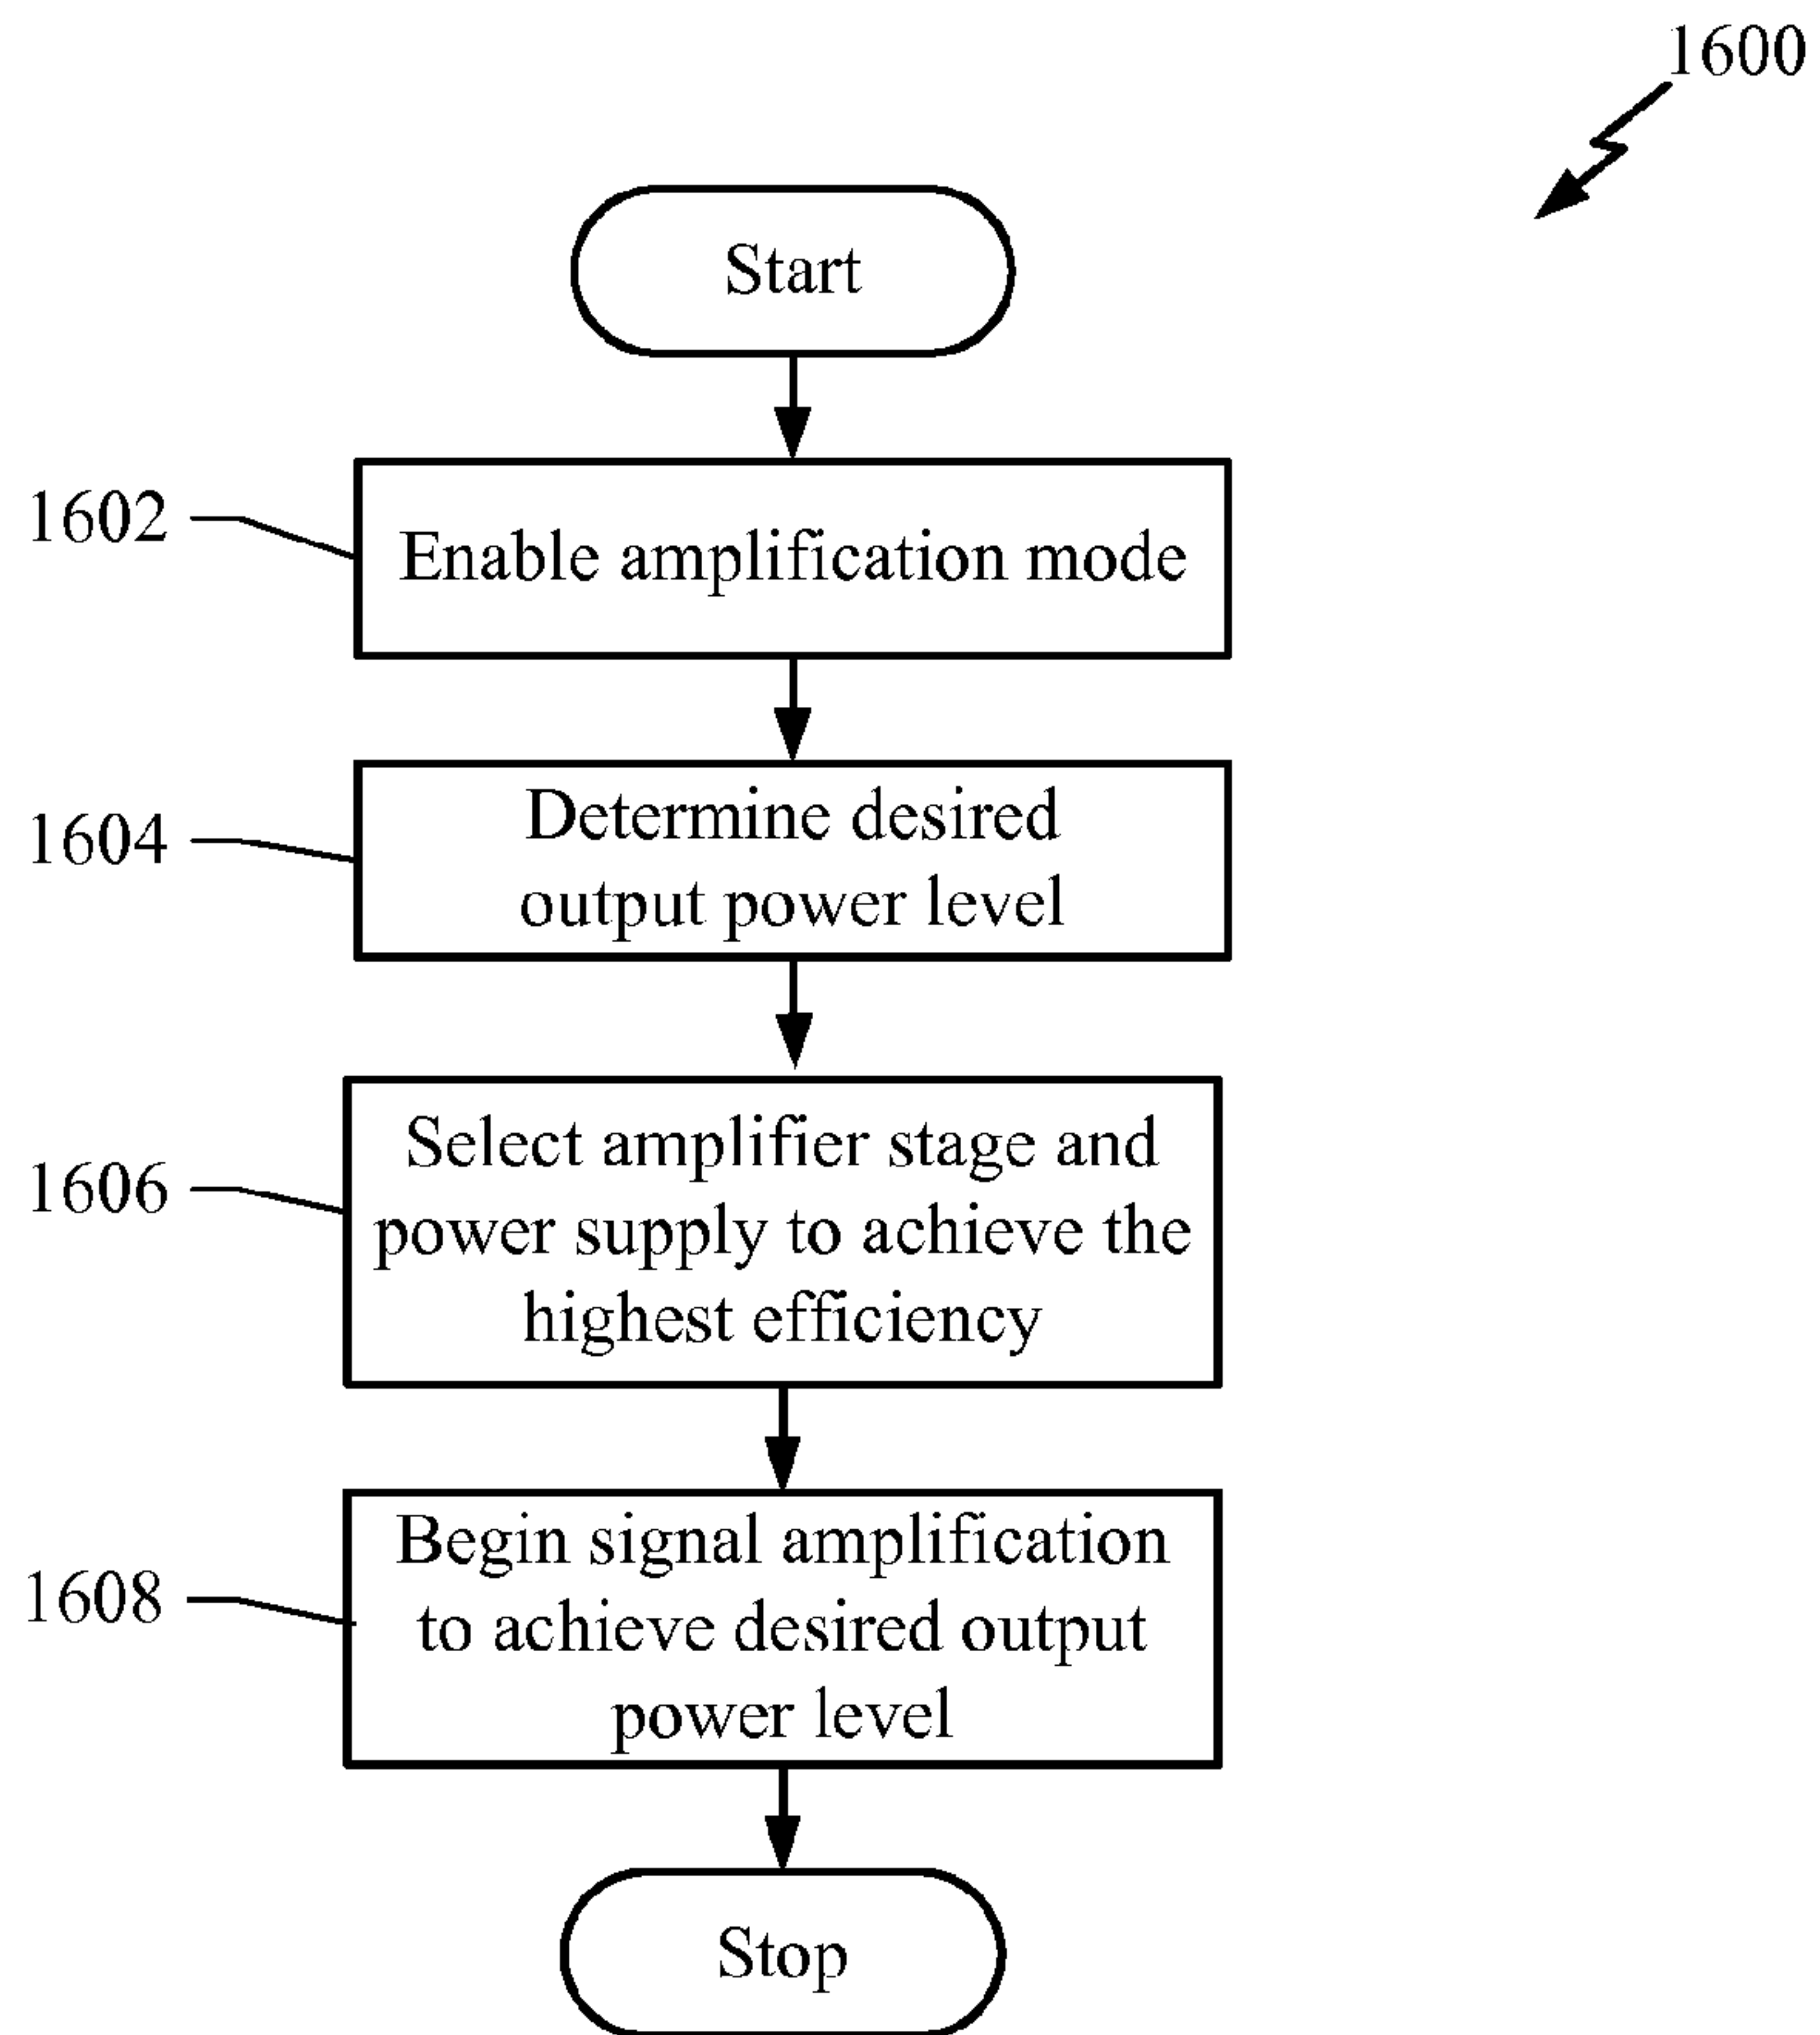 1600
Start
1602
Enable amplification mode
1604
Determine desired
output power level
1606
Select amplifier stage and
power supply to achieve the
highest efficiency
1608
Begin signal amplification
to achieve desired output
power level
Stop